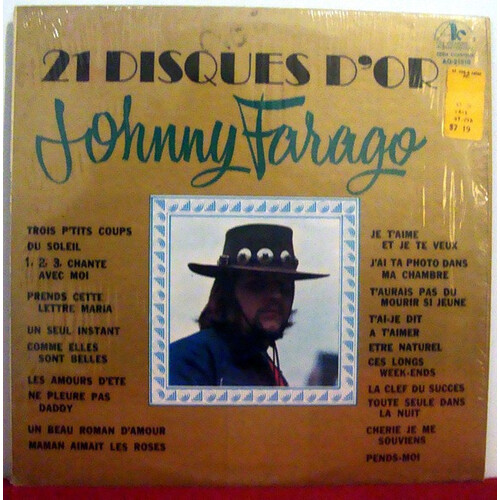 21 DISQUES D'OR
Johnny Farago
AG-21010
$7.19
TROIS P'TITS COUPS
DU SOLEIL
1, 2, 3, CHANTE
AVEC MOI
PRENDS CETTE
LETTRE MARIA
UN SEUL INSTANT
COMME ELLES
SONT BELLES
LES AMOURS D'ETE
NE PLEURE PAS
DADDY
UN BEAU ROMAN D'AMOUR
MAMAN AIMAIT LES ROSES
JE T'AIME
ET JE TE VEUX
J'AI TA PHOTO DANS
MA CHAMBRE
T'AURAIS PAS DU
MOURIR SI JEUNE
T'AI-JE DIT
A T'AIMER
ETRE NATUREL
CES LONGS
WEEK-ENDS
LA CLEF DU SUCCES
TOUTE SEULE DANS
LA NUIT
CHERIE JE ME
SOUVIENS
PENDS-MOI